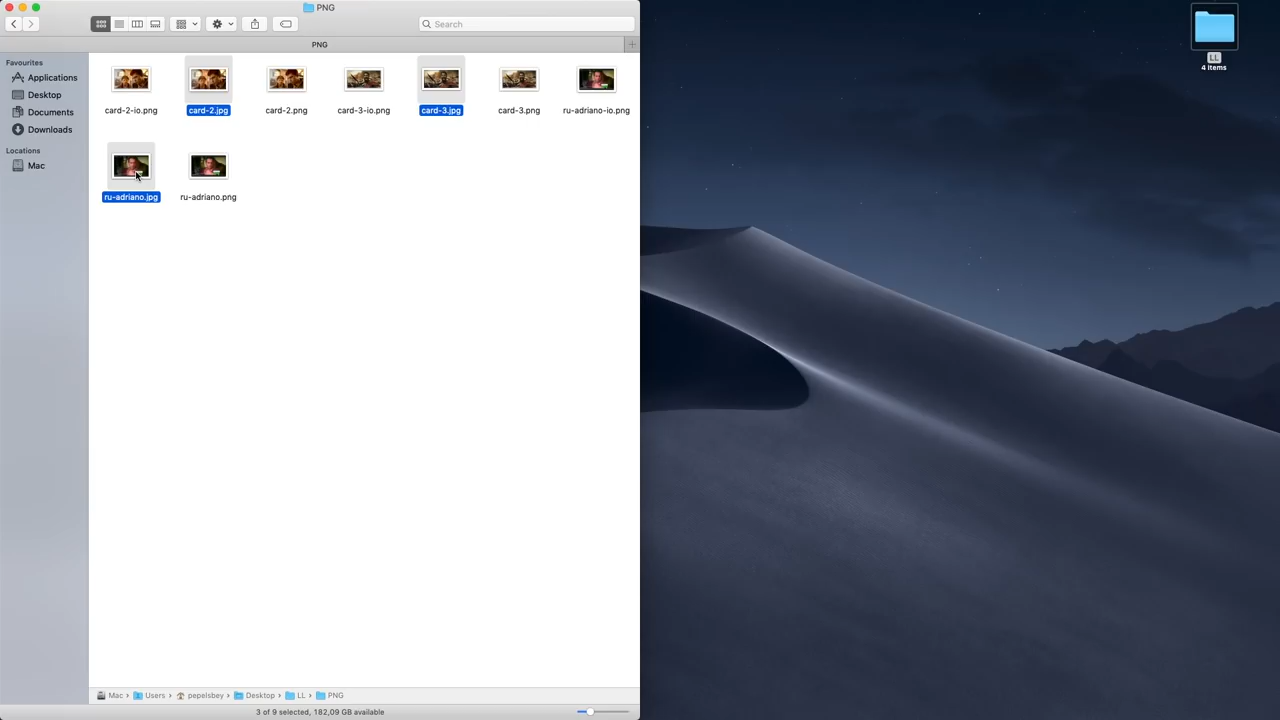 PNG
Search
PNG
Favourites
Applications
Desktop
Documents
Downloads
Locations
Mac
card-2-io.png
card-2.jpg
card-2.png
card-3-io.png
card-3.jpg
card-3.png
ru-adriano-io.png
ru-adriano.jpg
ru-adriano.png
Mac › Users › pepelsbey › Desktop › LL › PNG
3 of 9 selected, 182,09 GB available
LL
4 items